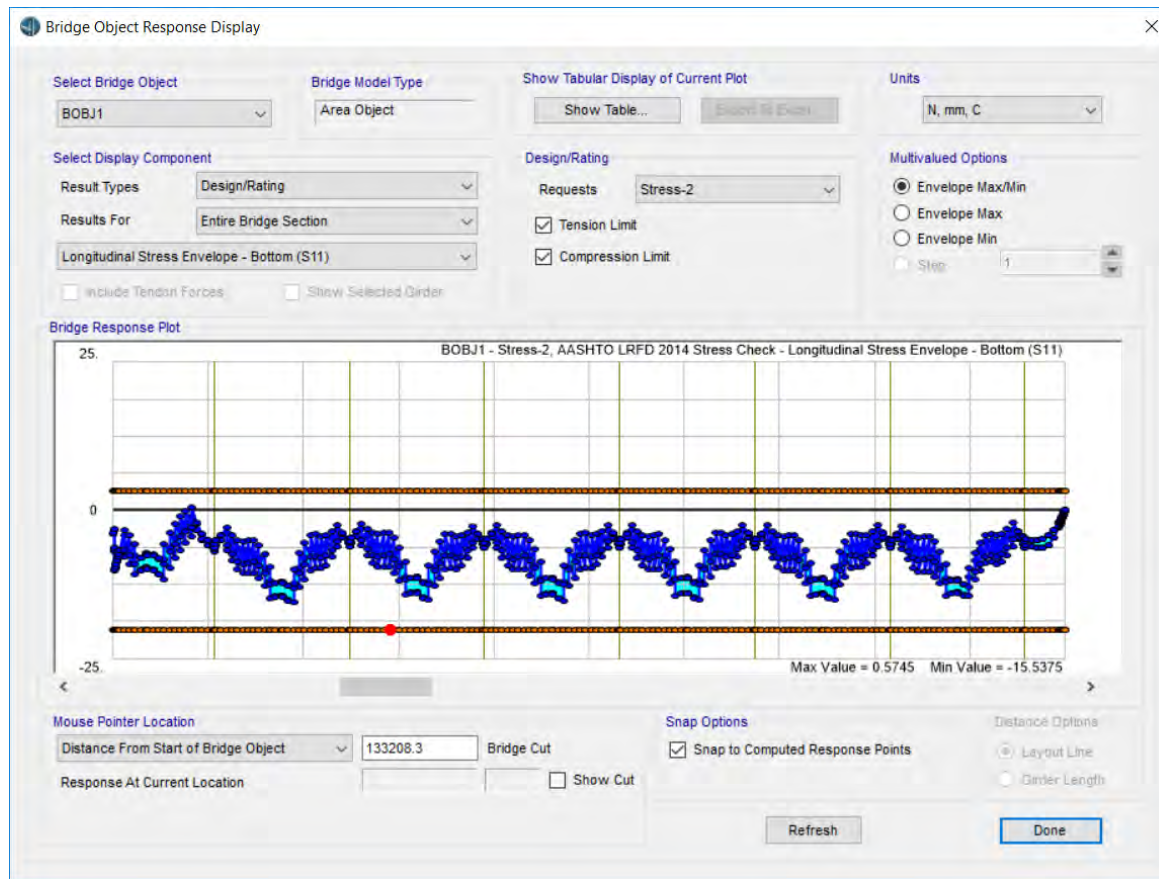 Bridge Object Response Display
Select Bridge Object
BOBJ1
Bridge Model Type
Area Object
Show Tabular Display of Current Plot
Show Table...
Export To Excel
Units
N, mm, C
Select Display Component
Result Types
Design/Rating
Results For
Entire Bridge Section
Longitudinal Stress Envelope - Bottom (S11)
Include Tendon Forces
Show Selected Girder
Design/Rating
Requests
Stress-2
Tension Limit
Compression Limit
Multivalued Options
Envelope Max/Min
Envelope Max
Envelope Min
Step
1
Bridge Response Plot
25.
BOBJ1 - Stress-2, AASHTO LRFD 2014 Stress Check - Longitudinal Stress Envelope - Bottom (S11)
0
-25.
Max Value = 0.5745 Min Value = -15.5375
Mouse Pointer Location
Distance From Start of Bridge Object
133208.3
Bridge Cut
Response At Current Location
Show Cut
Snap Options
Snap to Computed Response Points
Distance Options
Layout Line
Girder Length
Refresh
Done